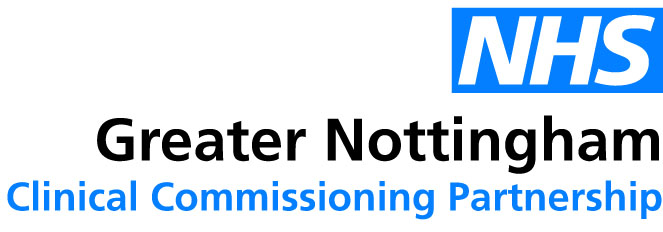 NHS
Greater Nottingham
Clinical Commissioning Partnership